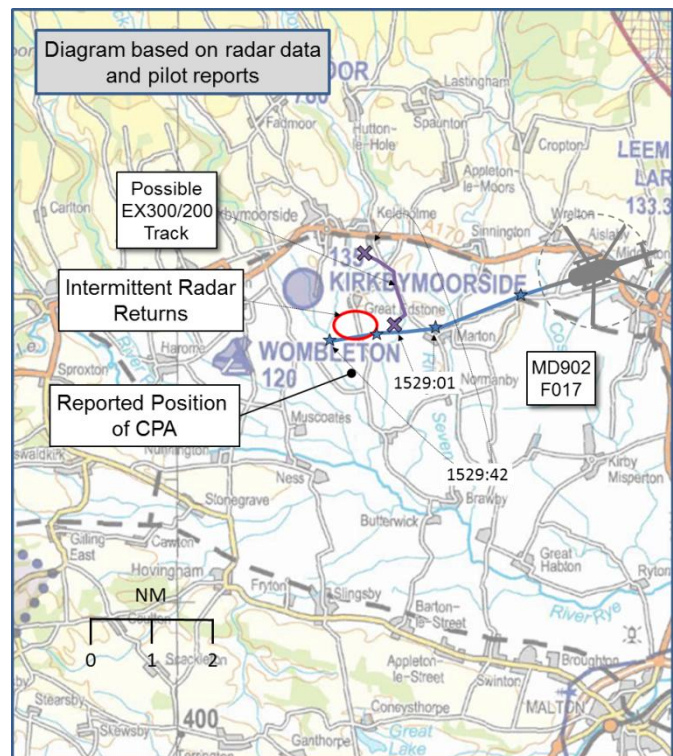 Diagram based on radar data
and pilot reports
Lastingham
Fadmoor
Hutton-
le-Hole
Spaunton
Cropton
LEEM
LAR
133.3
Appleton-
le-Moors
Carlton
Possible
EX300/200
Track
Keldholme
A170
Sinnington
Wrelton
Aislaby
135
KIRKBYMOORSIDE
Intermittent Radar
Returns
Great Edstone
Marton
Harome
WOMBLETON
120
Sproxton
1529:01
Normanby
MD902
F017
Reported Position
of CPA
Muscoates
Nunnington
Ness
1529:42
Kirby
Misperton
Stonegrave
Brawby
Butterwick
Gilling
East
Cawton
Great
Habton
Ryton
Hovingham
NM
Fryton
Slingsby
Barton-
le-Street
River Rye
0 1 2
Scackleton
Appleton-
le-Street
Broughton
Swinton
MALTON
Stearsby
Skewsby
400
Coneysthorpe
Ganthorpe
Great
Lake